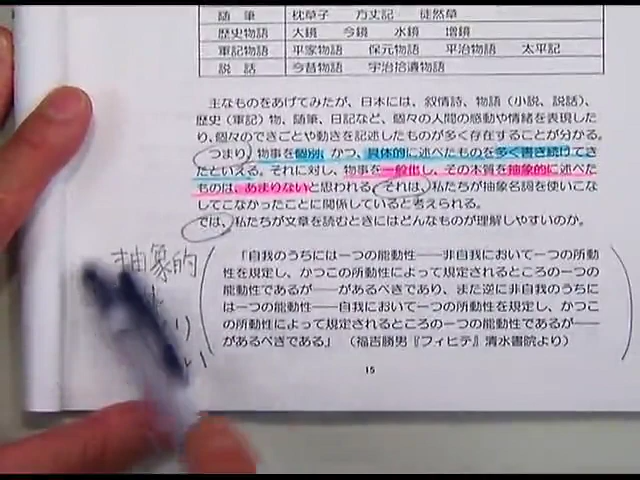 随筆 枕草子 方丈記 徒然草
歴史物語 大鏡 今鏡 水鏡 増鏡
軍記物語 平家物語 保元物語 平治物語 太平記
説話 今昔物語 宇治拾遺物語
主なものをあげてみたが、日本には、叙情詩、物語（小説、説話）、
歴史（軍記）物、随筆、日記など、個々の人間の感動や情緒を表現した
り、個々のできごとや動きを記述したものが多く存在することが分かる。
つまり、物事を個別、かつ、具体的に述べたものを多く書き続けてき
たといえる。それに対し、物事を一般化し、その本質を抽象的に述べた
ものは、あまりないと思われる。それは、私たちが抽象名詞を使いこな
してこなかったことに関係していると考えられる。
では、私たちが文章を読むときにはどんなものが理解しやすいのか。
抽象的
「自我のうちには一つの能動性――非自我において一つの所動
性を規定し、かつこの所動性によって規定されるところの一つの
能動性であるが――があるべきであり、また逆に非自我のうちに
は一つの能動性――自我において一つの所動性を規定し、かつこ
の所動性によって規定されるところの一つの能動性であるが――
があるべきである」（福吉勝男『フィヒテ』清水書院より）
15